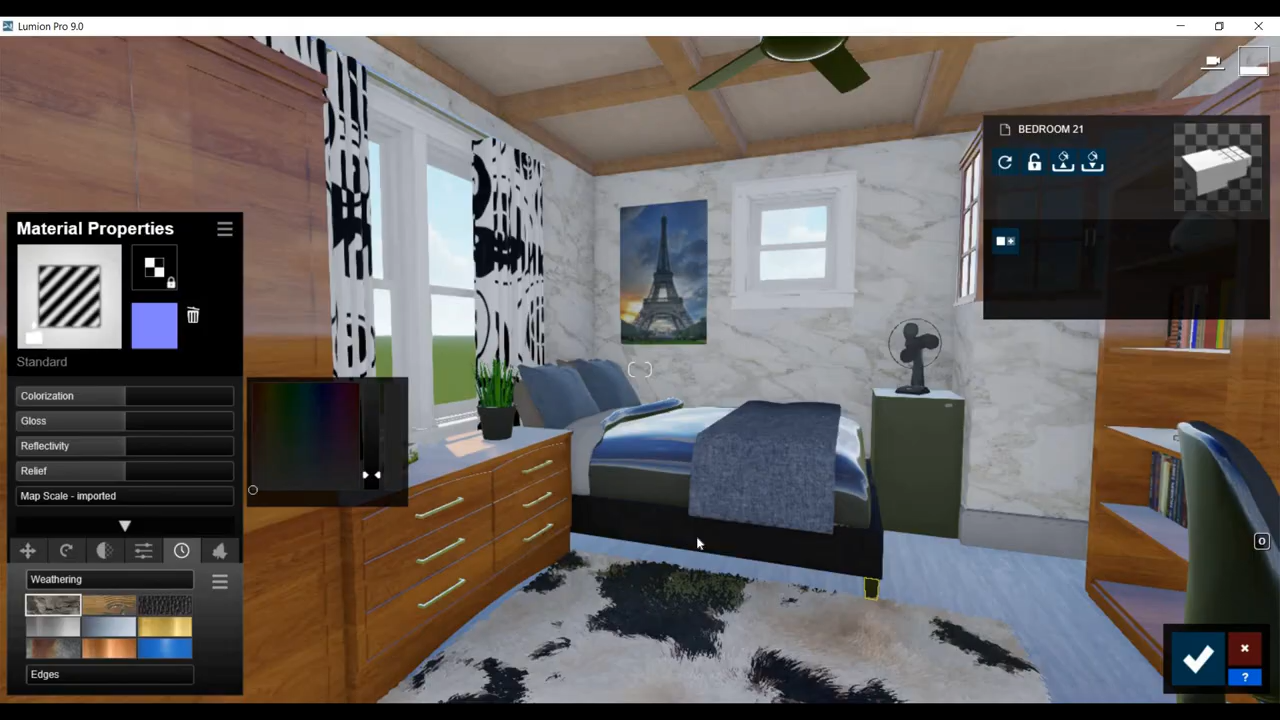 Lumion Pro 9.0
BEDROOM 21
Material Properties
Standard
Colorization
Gloss
Reflectivity
Relief
Map Scale - imported
Weathering
Edges
O
?